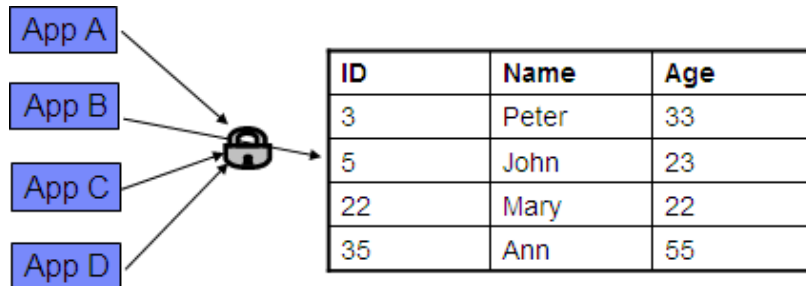 App A
App B
App C
App D
ID Name Age
3 Peter 33
5 John 23
22 Mary 22
35 Ann 55